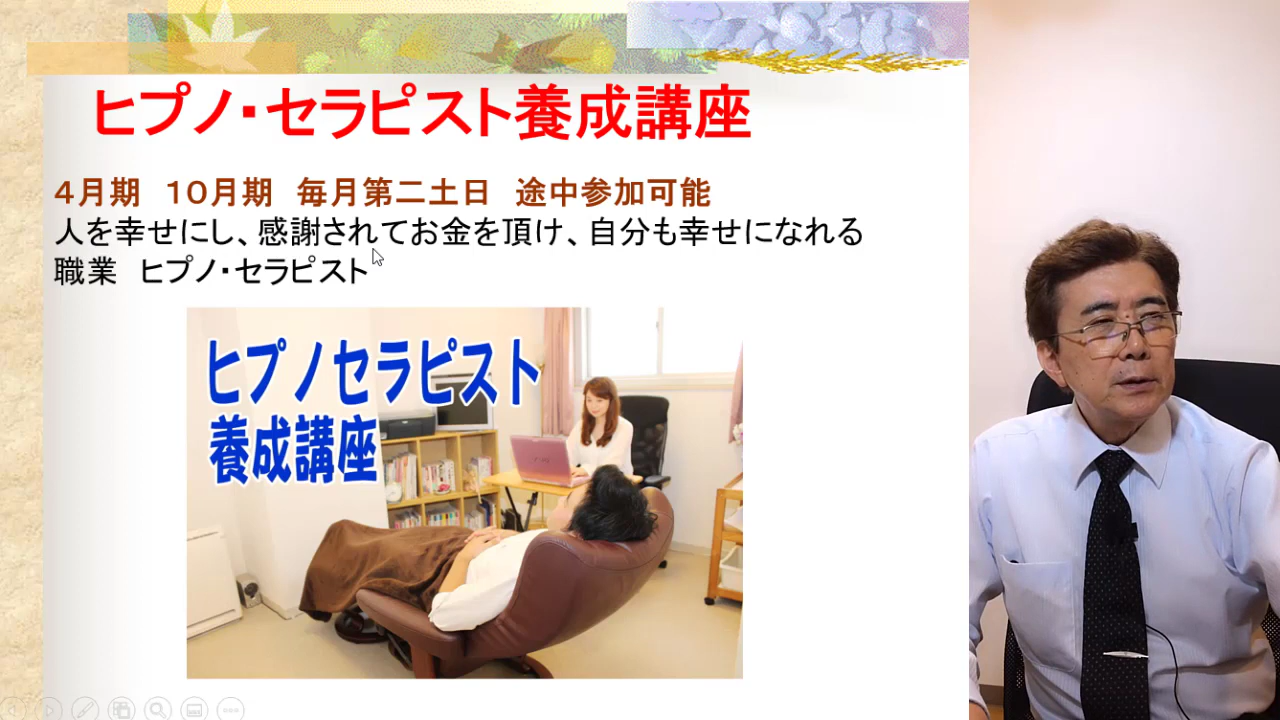 ヒプノ・セラピスト養成講座
４月期　１０月期　毎月第二土日　途中参加可能
人を幸せにし、感謝されてお金を頂け、自分も幸せになれる
職業　ヒプノ・セラピスト
ヒプノセラピスト
養成講座